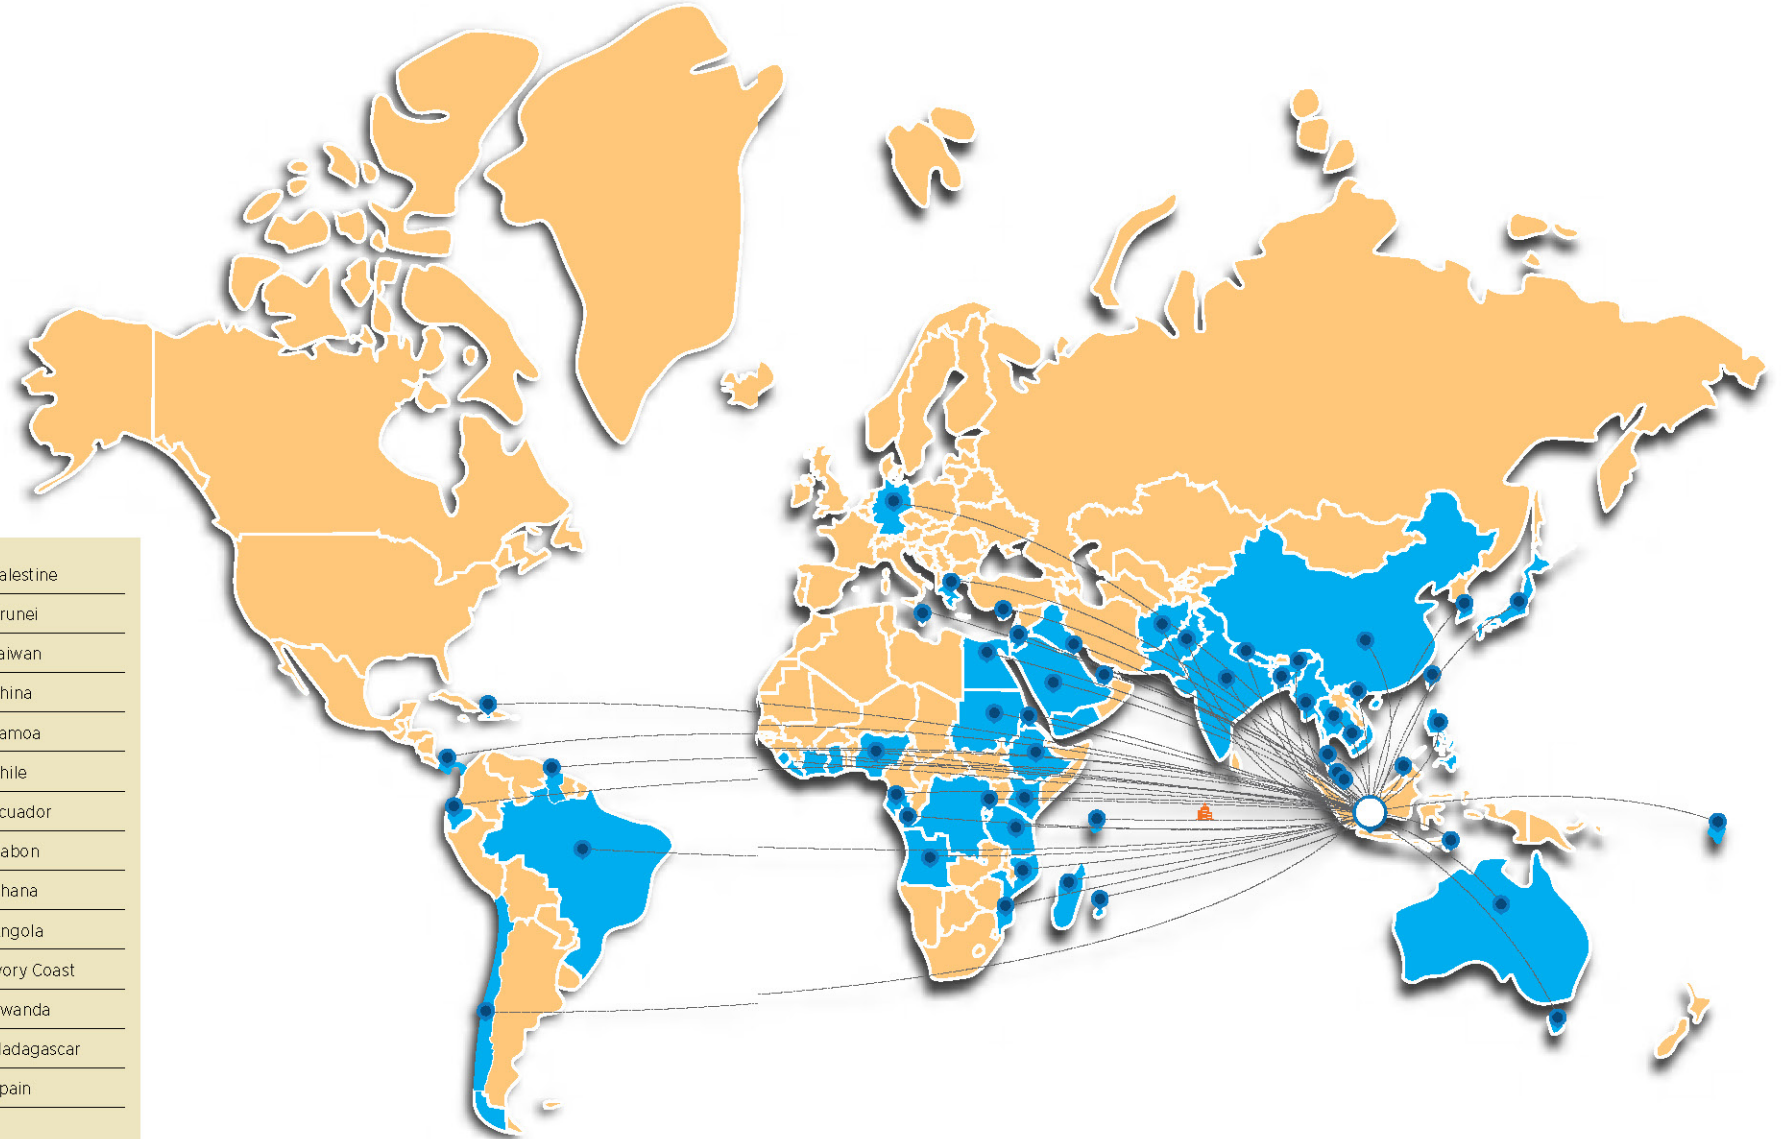 alestine
runei
aiwan
hina
amoa
hile
cuador
abon
hana
ngola
vory Coast
wanda
ladagascar
pain